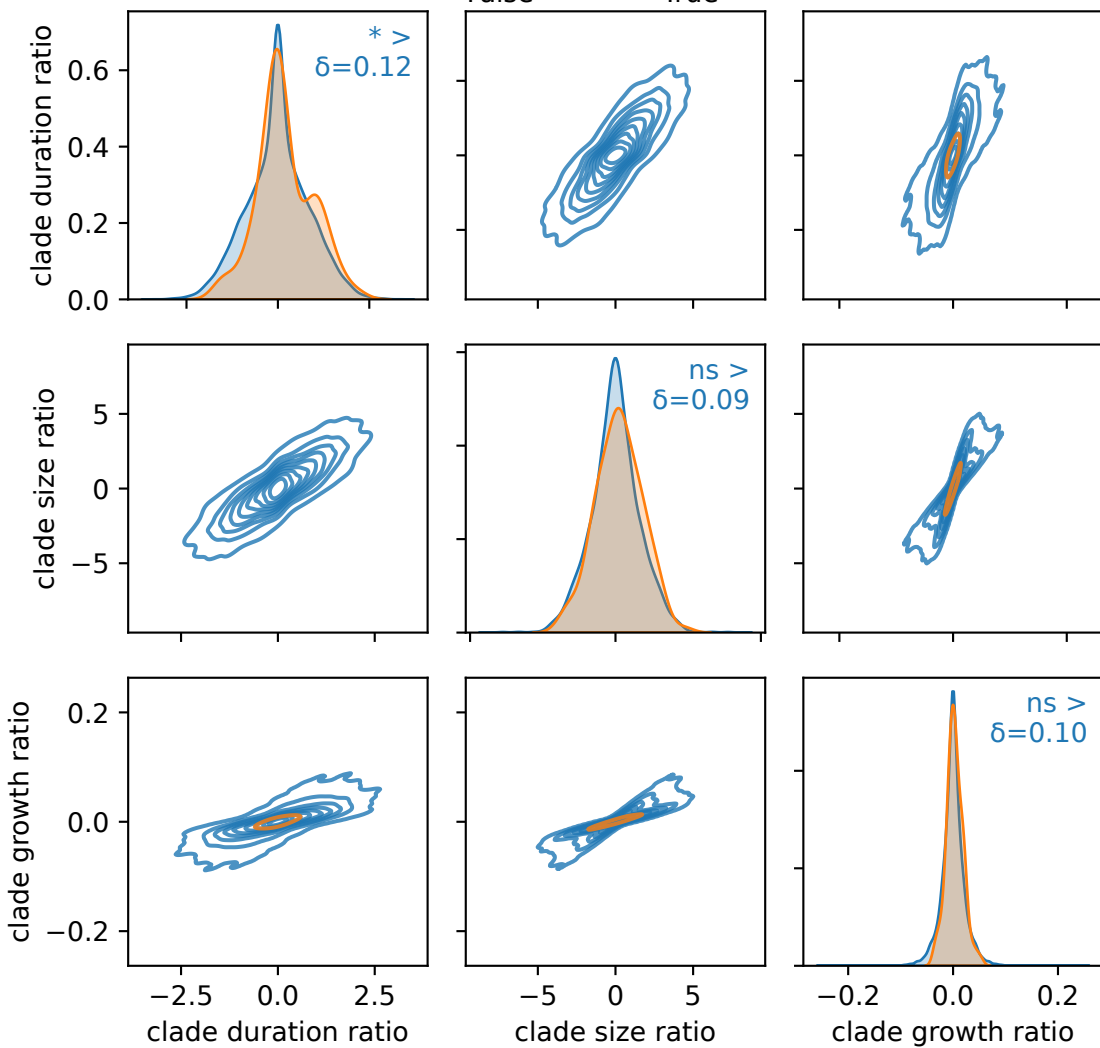 clade duration ratio
0.6
0.4
0.2
0.0
* >
δ=0.12
clade size ratio
5
0
−5
ns >
δ=0.09
clade growth ratio
0.2
0.0
−0.2
ns >
δ=0.10
−2.5 0.0 2.5
−5 0 5
−0.2 0.0 0.2
clade duration ratio
clade size ratio
clade growth ratio